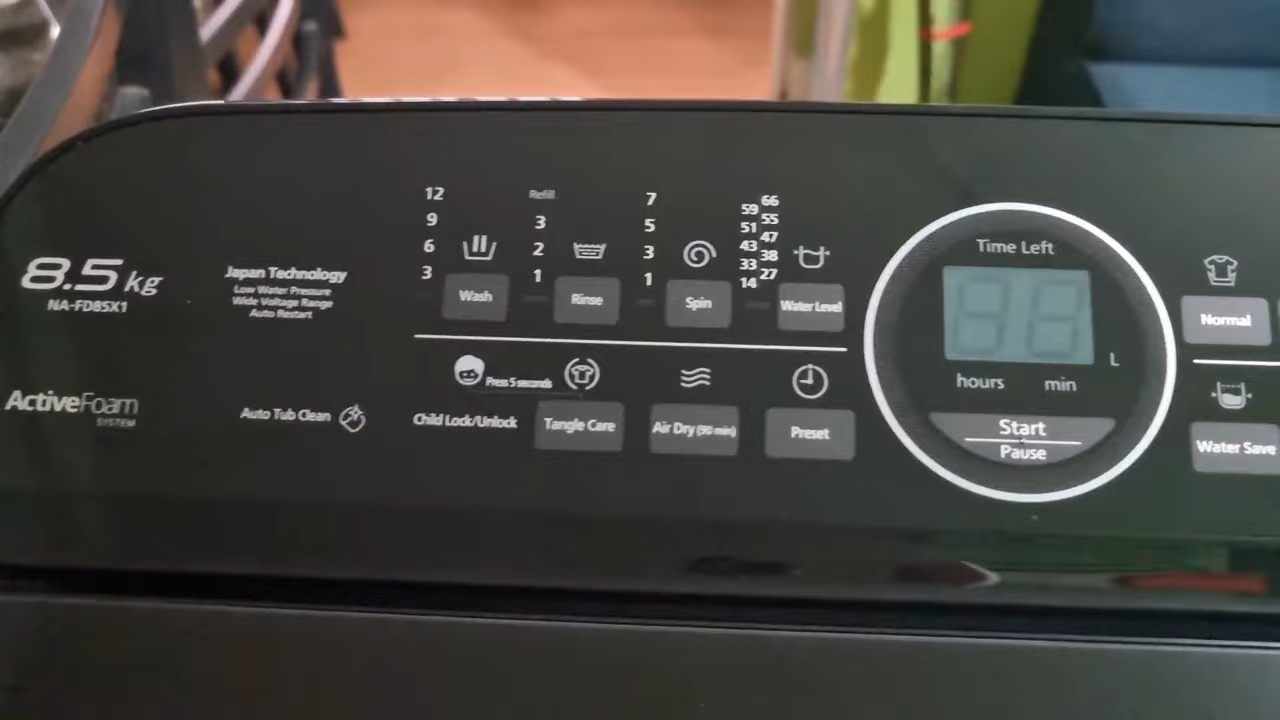 8.5 kg
NA-FD85X1
Japan Technology
Low Water Pressure
Wide Voltage Range
Auto Restart
ActiveFoam
SYSTEM
Auto Tub Clean
12
9
6
3
Wash
Refill
3
2
1
Rinse
7
5
3
1
Spin
66
59
55
51
47
43
38
33
27
14
Water Level
Press 5 seconds
Child Lock/Unlock
Tangle Care
Air Dry (90 min)
Preset
Time Left
88
L
hours min
Start
Pause
Normal
Water Save